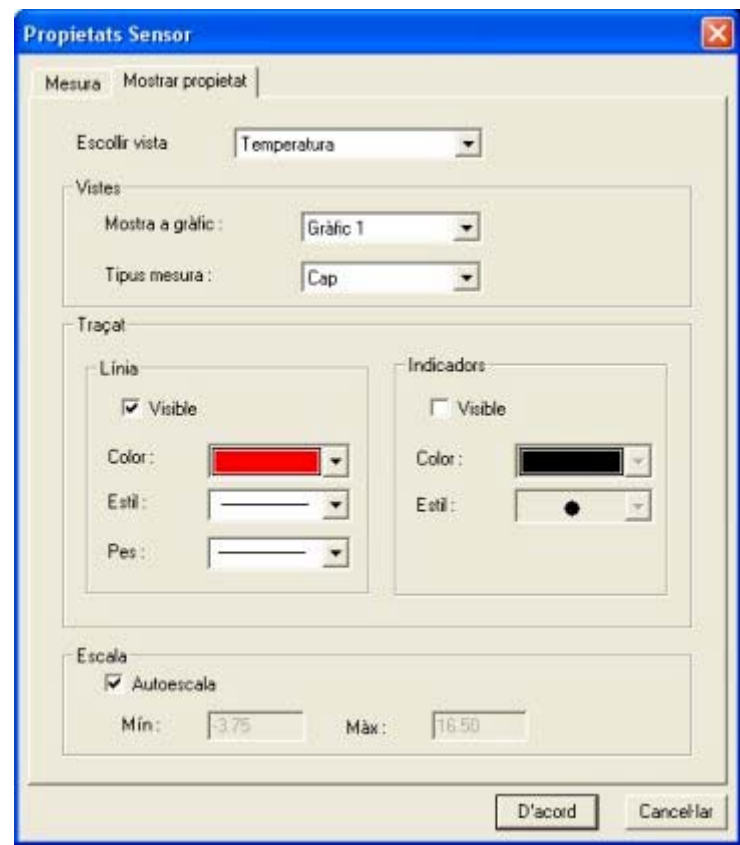 Propietats Sensor
Mesura Mostrar propietat
Escollir vista Temperatura
Vistes
Mostra a gràfic : Gràfic 1
Tipus mesura : Cap
Traçat
Línia
Visible
Color :
Estil :
Pes :
Indicadors
Visible
Color :
Estil :
Escala
Autoescala
Mín : -3.75 Màx : 16.50
D'acord Cancel·lar